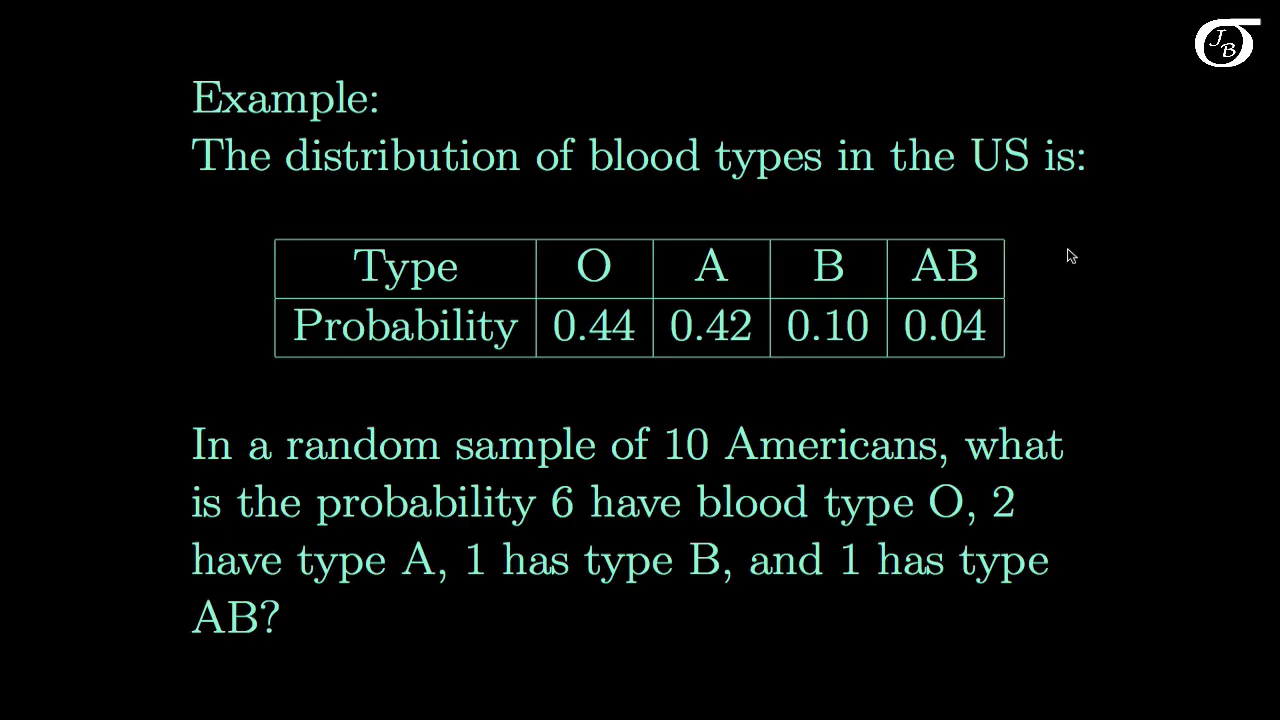 JB
Example:
The distribution of blood types in the US is:
Type O A B AB
Probability 0.44 0.42 0.10 0.04
In a random sample of 10 Americans, what
is the probability 6 have blood type O, 2
have type A, 1 has type B, and 1 has type
AB?